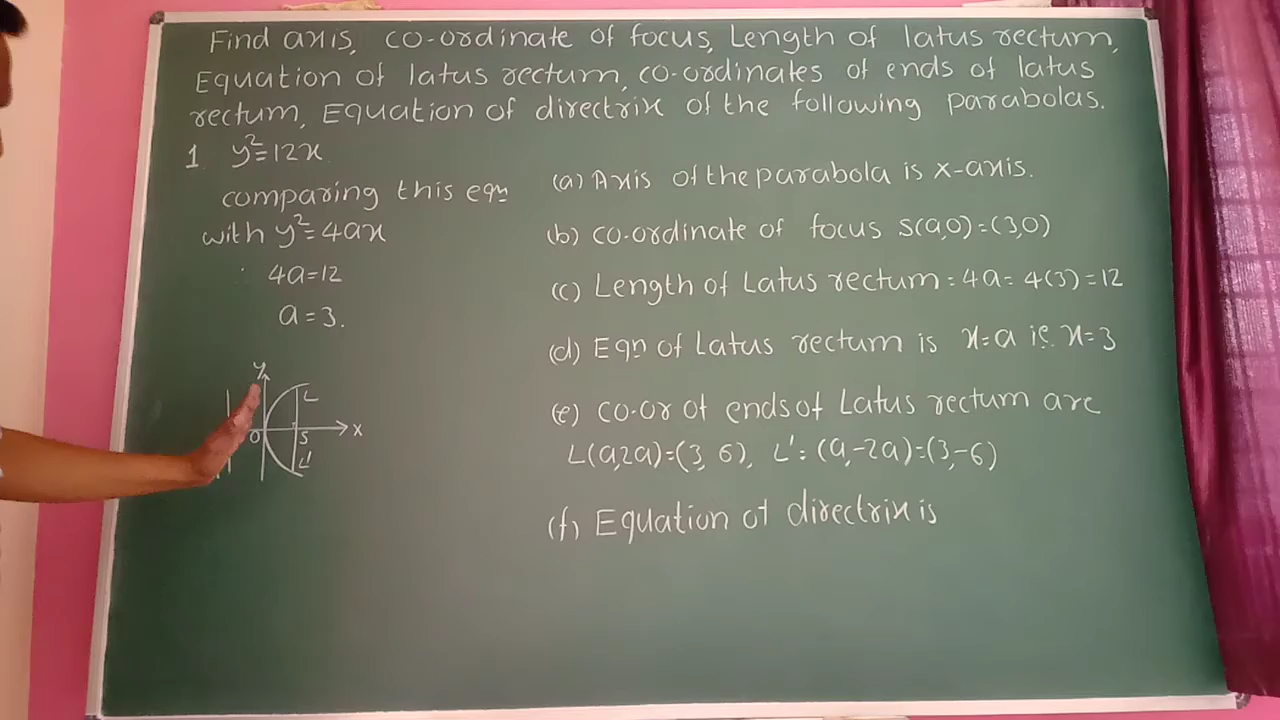 Find axis, co-ordinate of focus, Length of latus rectum,
Equation of latus rectum, co-ordinates of ends of latus
rectum, Equation of directrix of the following parabolas.
1 y²=12x
comparing this eqn
with y²=4ax
4a=12
a=3.
y
L
O S X
L'
(a) Axis of the parabola is x-axis.
(b) co-ordinate of focus S(a,0)=(3,0)
(c) Length of Latus rectum = 4a = 4(3)=12
(d) Eqn of Latus rectum is x=a ie. x=3
(e) co-or of ends of Latus rectum are
L(a,2a)=(3, 6), L'= (a,-2a)=(3,-6)
(f) Equation of directrix is